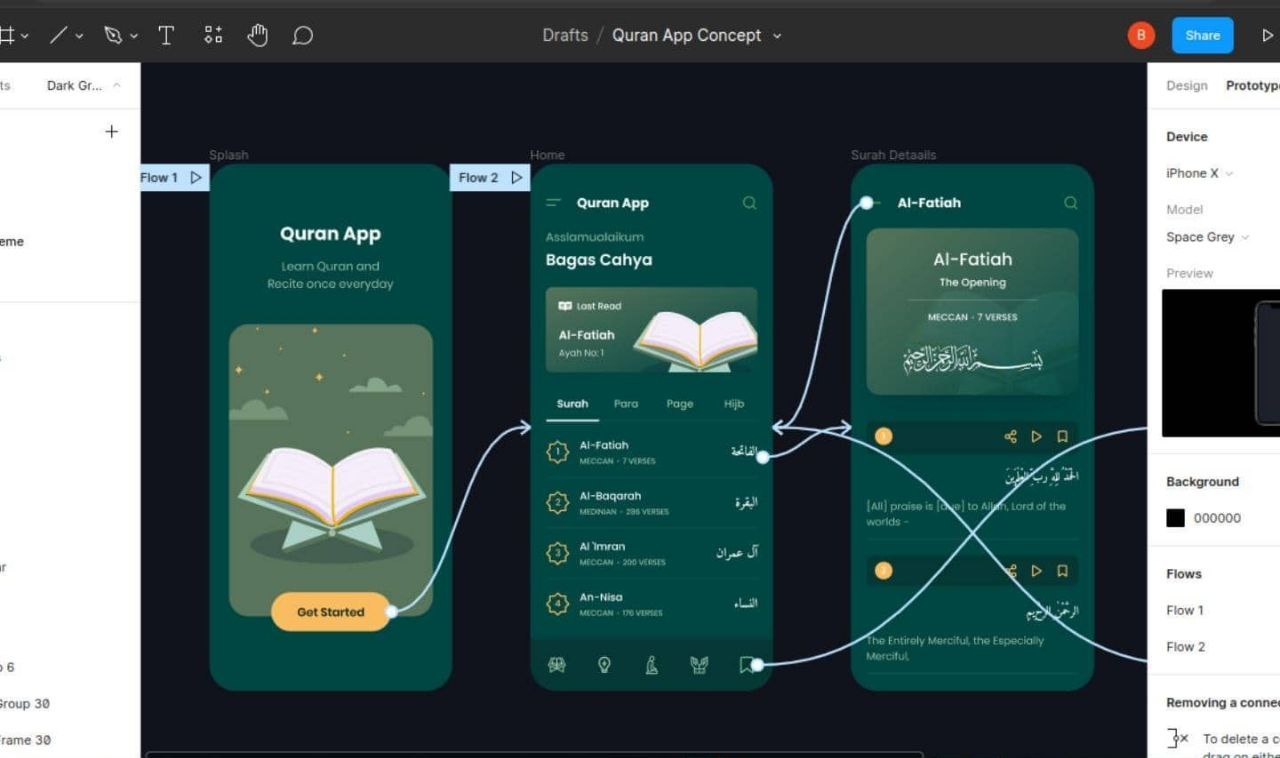 Drafts / Quran App Concept
B
Share
ts
Dark Gr...
Design
Prototype
Device
iPhone X
Model
Space Grey
Preview
Background
000000
Flows
Flow 1
Flow 2
Removing a connec
To delete a c
drag on eithe
eme
s
ar
o 6
Group 30
rame 30
Splash
Flow 1
Quran App
Learn Quran and
Recite once everyday
Get Started
Home
Flow 2
Quran App
Asslamualaikum
Bagas Cahya
Last Read
Al-Fatiah
Ayah No: 1
Surah Para Page Hijb
1
Al-Fatiah
MECCAN - 7 VERSES
الفاتحة
2
Al-Baqarah
MEDINIAN - 286 VERSES
البقرة
3
Al 'Imran
MECCAN - 200 VERSES
آل عمران
4
An-Nisa
MECCAN - 176 VERSES
النساء
Surah Detaails
Al-Fatiah
Al-Fatiah
The Opening
MECCAN - 7 VERSES
بِسْمِ اللَّهِ الرَّحْمَٰنِ الرَّحِيمِ
1
الْحَمْدُ لِلَّهِ رَبِّ الْعَالَمِينَ
[All] praise is [due] to Allah, Lord of the
worlds -
2
الرَّحْمَٰنِ الرَّحِيمِ
The Entirely Merciful, the Especially
Merciful,